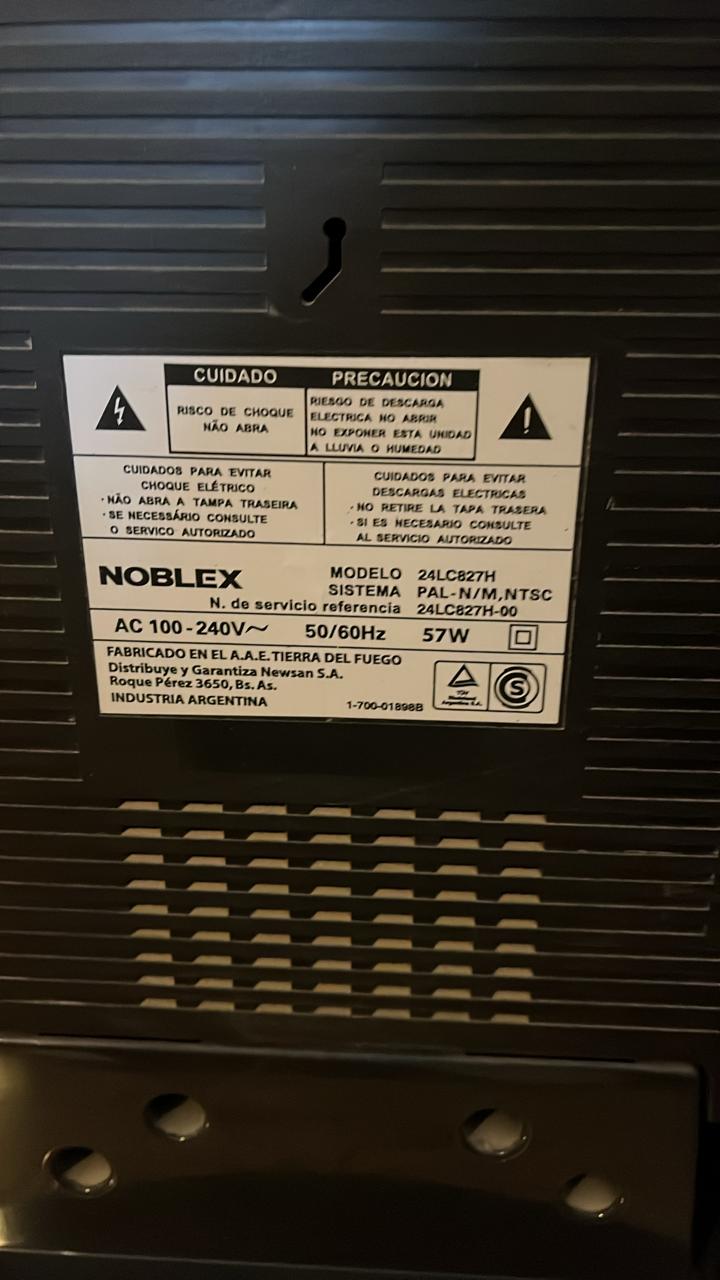 CUIDADO
PRECAUCION
RISCO DE CHOQUE
NÃO ABRA
RIESGO DE DESCARGA
ELECTRICA NO ABRIR
NO EXPONER ESTA UNIDAD
A LLUVIA O HUMEDAD
CUIDADOS PARA EVITAR
CHOQUE ELÉTRICO
·NÃO ABRA A TAMPA TRASEIRA
·SE NECESSÁRIO CONSULTE
O SERVICO AUTORIZADO
CUIDADOS PARA EVITAR
DESCARGAS ELECTRICAS
·NO RETIRE LA TAPA TRASERA
·SI ES NECESARIO CONSULTE
AL SERVICIO AUTORIZADO
NOBLEX
MODELO 24LC827H
SISTEMA PAL-N/M,NTSC
N. de servicio referencia 24LC827H-00
AC 100-240V~ 50/60Hz 57W
FABRICADO EN EL A.A.E.TIERRA DEL FUEGO
Distribuye y Garantiza Newsan S.A.
Roque Pérez 3650, Bs. As.
INDUSTRIA ARGENTINA
1-700-01898B
TÜV
Rheinland
Argentina S.A.
S